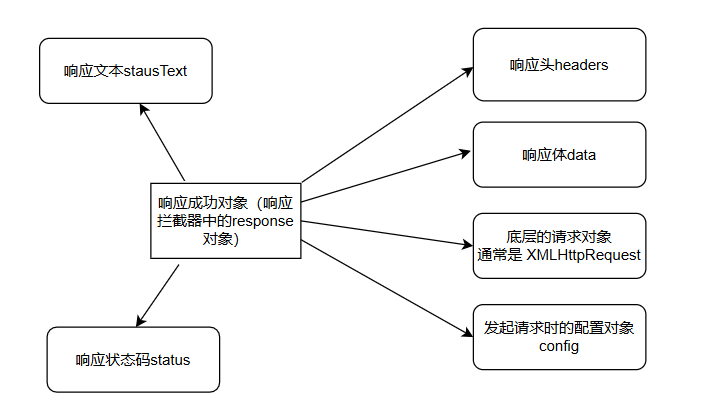 响应文本stausText
响应头headers
响应体data
响应成功对象（响应
拦截器中的response
对象）
底层的请求对象
通常是 XMLHttpRequest
发起请求时的配置对象
config
响应状态码status